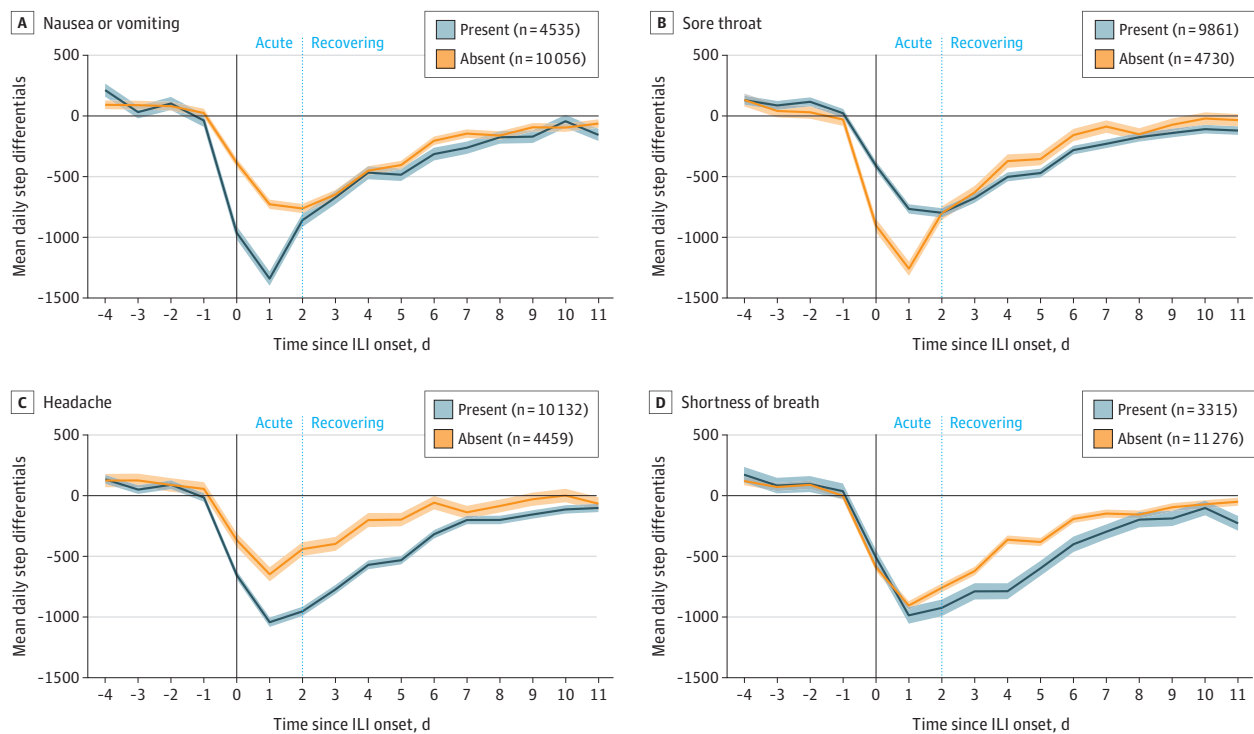 A Nausea or vomiting
Present (n=4535)
Absent (n=10 056)
Acute Recovering
500
0
-500
-1000
-1500
Mean daily step differentials
-4 -3 -2 -1 0 1 2 3 4 5 6 7 8 9 10 11
Time since ILI onset, d
B Sore throat
Present (n=9861)
Absent (n=4730)
Acute Recovering
500
0
-500
-1000
-1500
Mean daily step differentials
-4 -3 -2 -1 0 1 2 3 4 5 6 7 8 9 10 11
Time since ILI onset, d
C Headache
Present (n=10 132)
Absent (n=4459)
Acute Recovering
500
0
-500
-1000
-1500
Mean daily step differentials
-4 -3 -2 -1 0 1 2 3 4 5 6 7 8 9 10 11
Time since ILI onset, d
D Shortness of breath
Present (n=3315)
Absent (n=11 276)
Acute Recovering
500
0
-500
-1000
-1500
Mean daily step differentials
-4 -3 -2 -1 0 1 2 3 4 5 6 7 8 9 10 11
Time since ILI onset, d